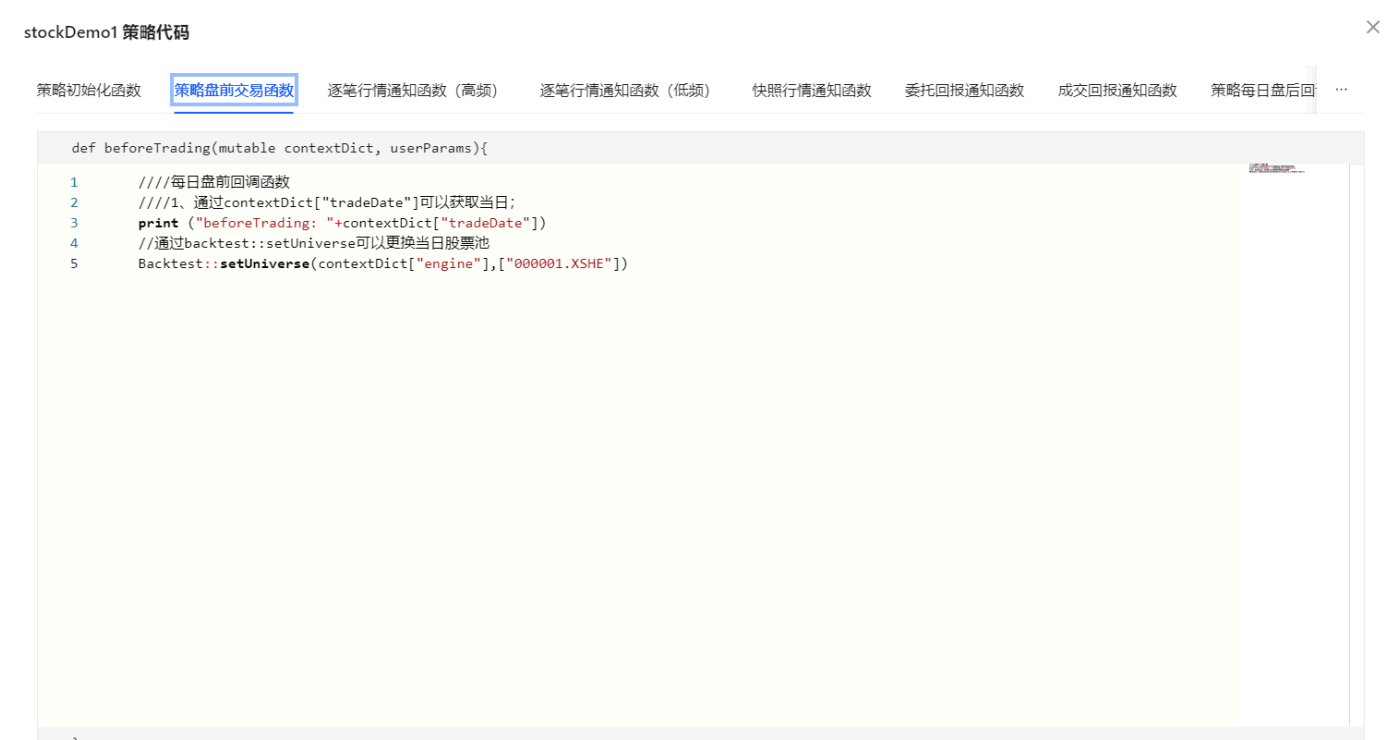 stockDemo1 策略代码
策略初始化函数 策略盘前交易函数 逐笔行情通知函数（高频） 逐笔行情通知函数（低频） 快照行情通知函数 委托回报通知函数 成交回报通知函数 策略每日盘后回 ...
def beforeTrading(mutable contextDict, userParams){
1 ////每日盘前回调函数
2 ////1、通过contextDict["tradeDate"]可以获取当日;
3 print ("beforeTrading: "+contextDict["tradeDate"])
4 //通过backtest::setUniverse可以更换当日股票池
5 Backtest::setUniverse(contextDict["engine"],["000001.XSHE"])